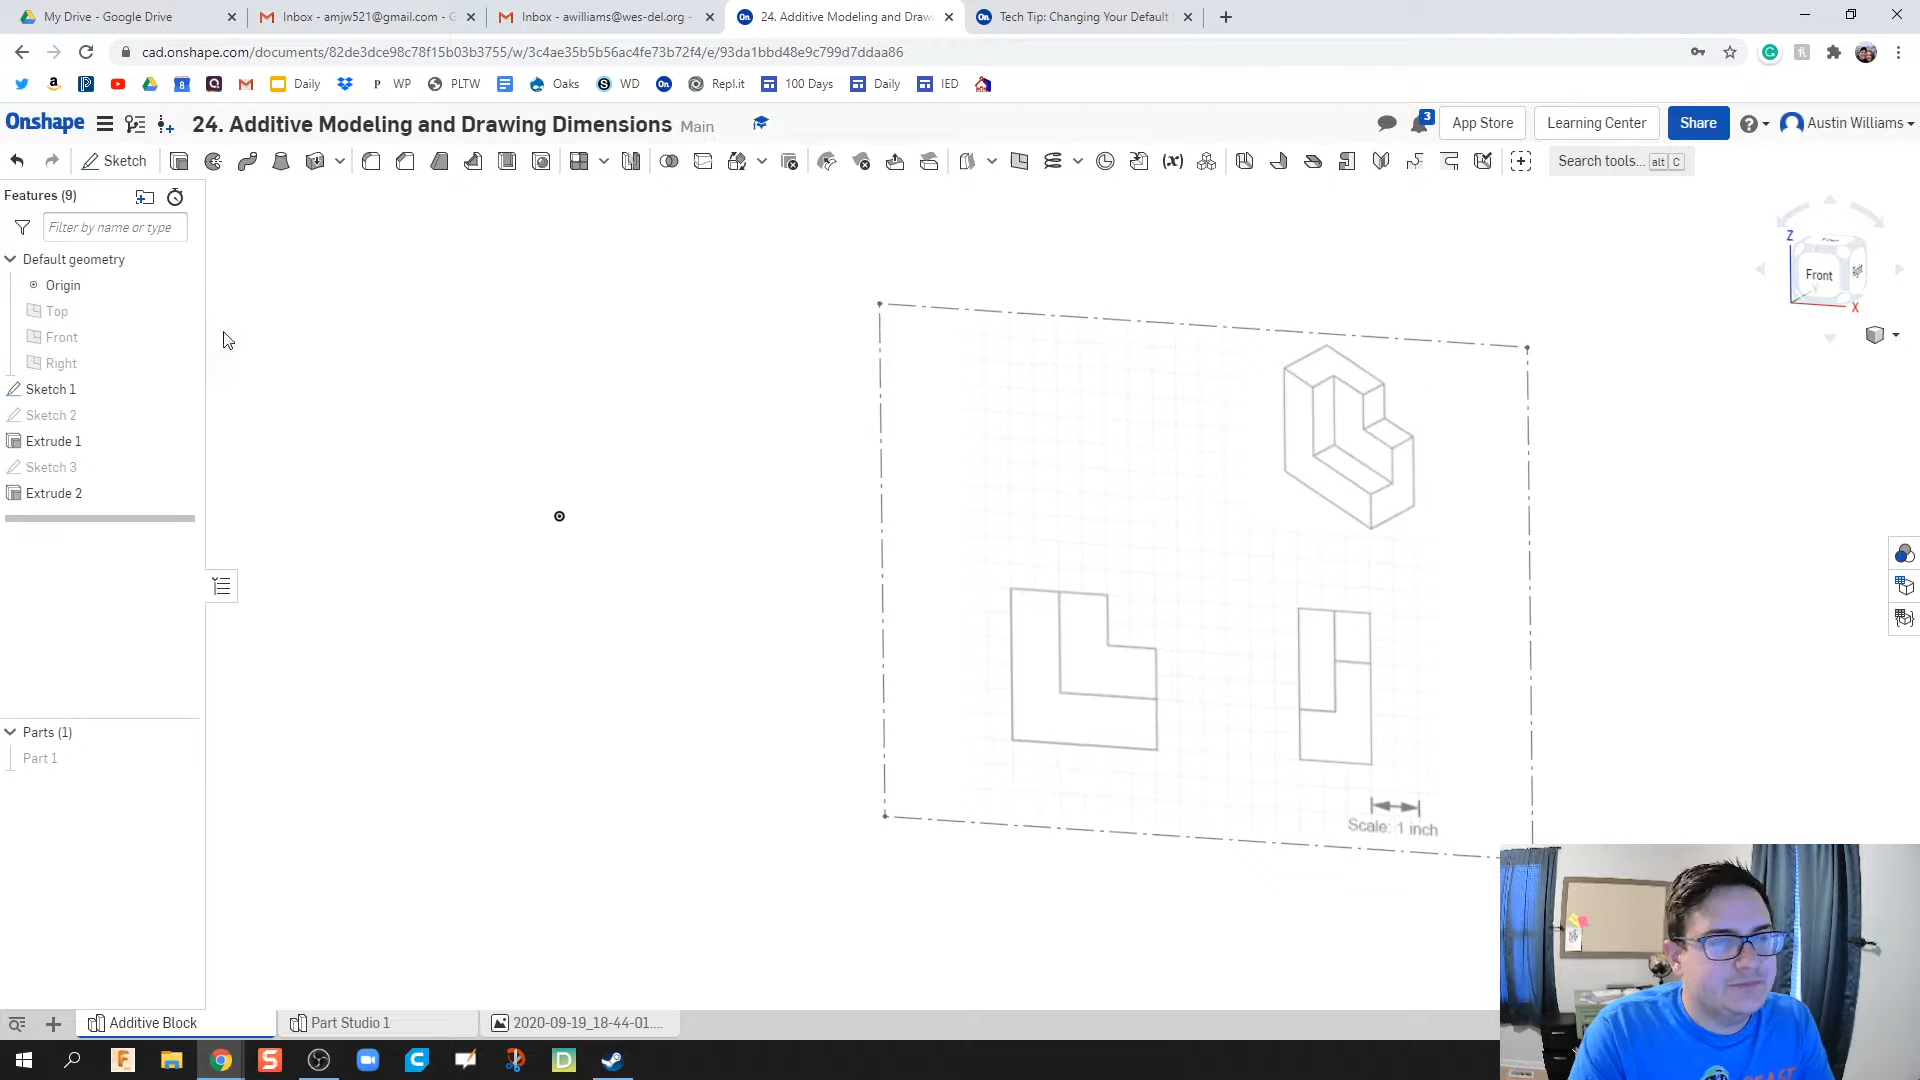 My Drive - Google Drive
Inbox - amjw521@gmail.com - G
Inbox - awilliams@wes-del.org -
24. Additive Modeling and Drawi
Tech Tip: Changing Your Default
cad.onshape.com/documents/82de3dce98c78f15b03b3755/w/3c4ae35b5b56ac4fe73b72f4/e/93da1bbd48e9c799d7ddaa86
Daily
WP
PLTW
Oaks
WD
Repl.it
100 Days
Daily
IED
Onshape
24. Additive Modeling and Drawing Dimensions Main
3
App Store
Learning Center
Share
Austin Williams
Sketch
Search tools... alt C
Features (9)
Filter by name or type
Default geometry
Origin
Top
Front
Right
Sketch 1
Sketch 2
Extrude 1
Sketch 3
Extrude 2
Parts (1)
Part 1
Z
Top
Front
Right
Y
X
Scale: 1 inch
Additive Block
Part Studio 1
2020-09-19_18-44-01....